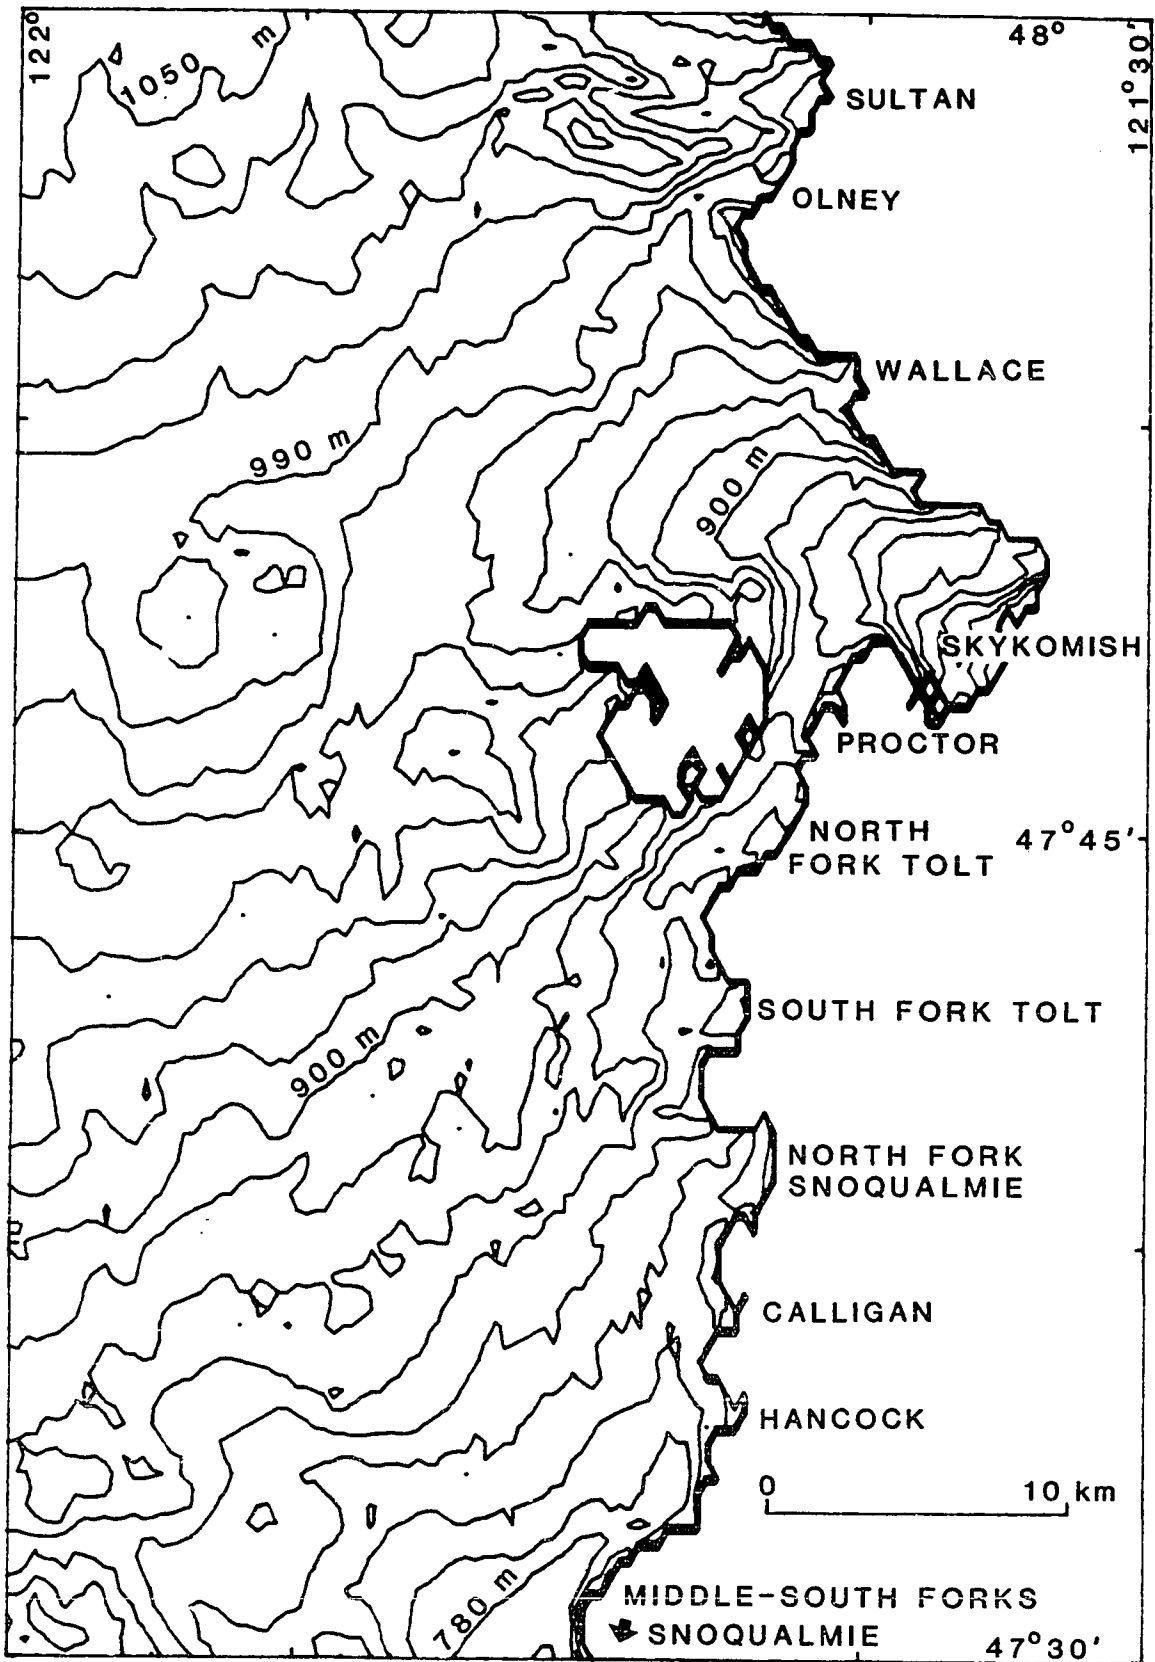 122°
1050 m
48°
121°30'
SULTAN
OLNEY
WALLACE
990 m
900 m
SKYKOMISH
PROCTOR
NORTH
FORK TOLT
47°45'
SOUTH FORK TOLT
900 m
NORTH FORK
SNOQUALMIE
CALLIGAN
HANCOCK
0 10 km
780 m
MIDDLE-SOUTH FORKS
SNOQUALMIE
47°30'